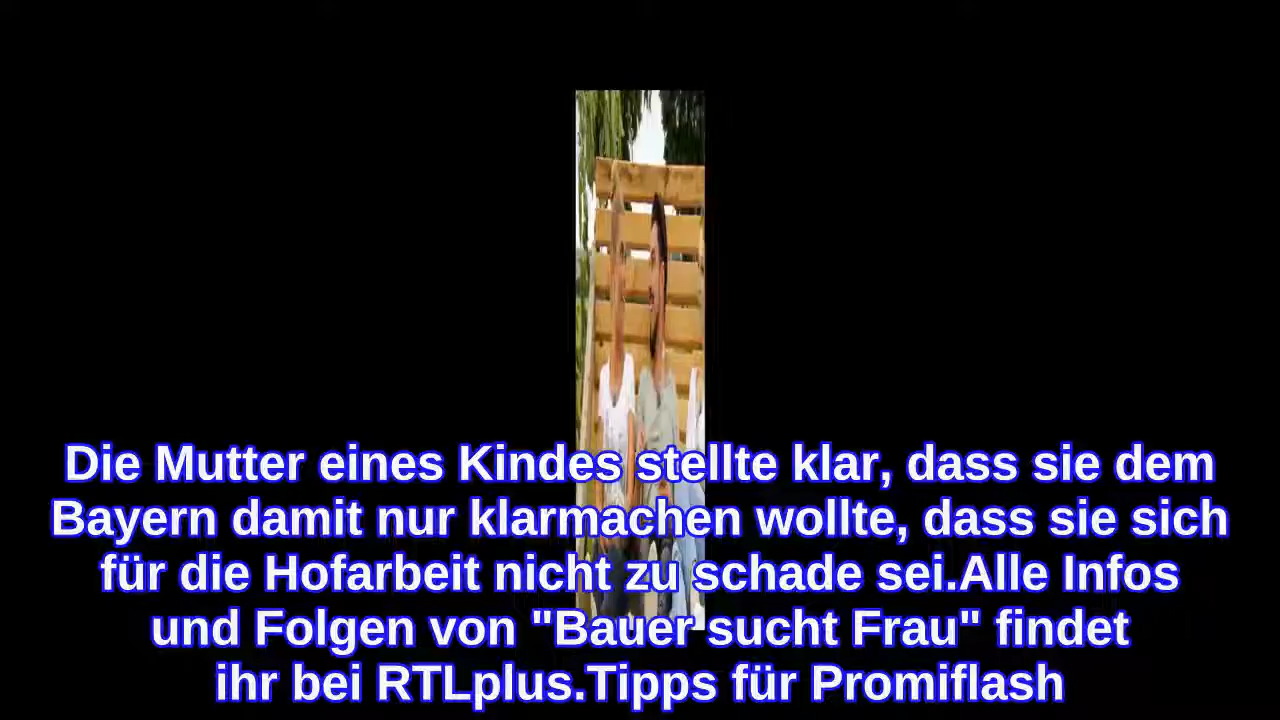 Die Mutter eines Kindes stellte klar, dass sie dem
Bayern damit nur klarmachen wollte, dass sie sich
für die Hofarbeit nicht zu schade sei.Alle Infos
und Folgen von "Bauer sucht Frau" findet
ihr bei RTLplus.Tipps für Promiflash